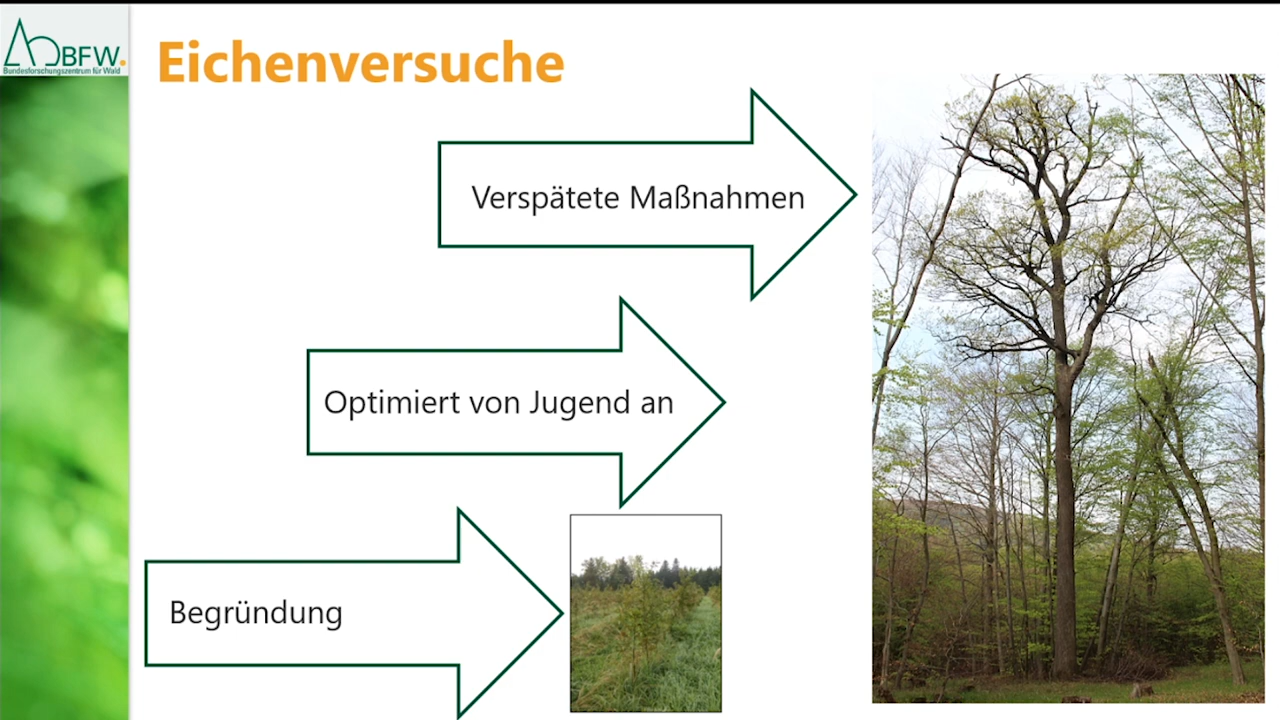 BFW.
Bundesforschungszentrum für Wald
Eichenversuche
Verspätete Maßnahmen
Optimiert von Jugend an
Begründung